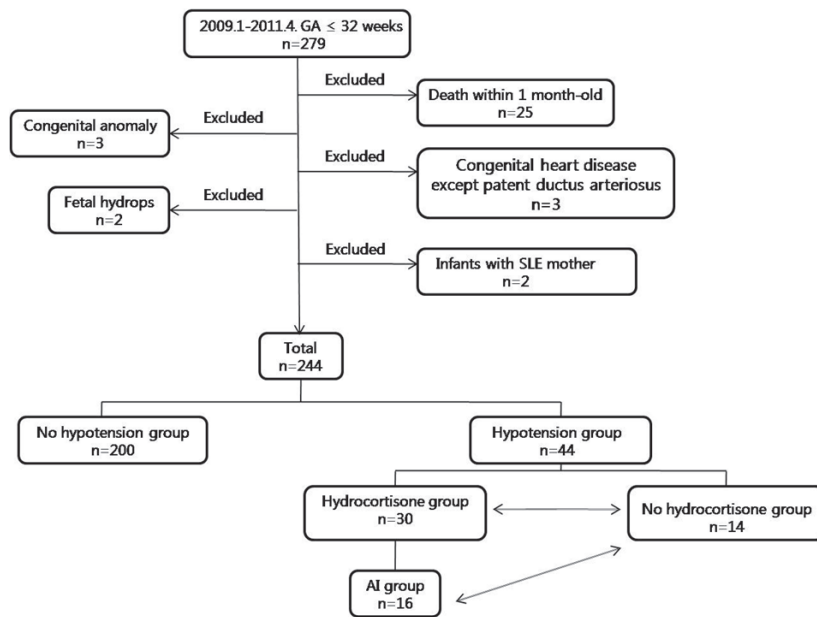 2009.1-2011.4. GA ≤ 32 weeks
n=279
Excluded
Death within 1 month-old
n=25
Excluded
Congenital anomaly
n=3
Excluded
Congenital heart disease
except patent ductus arteriosus
n=3
Excluded
Fetal hydrops
n=2
Excluded
Infants with SLE mother
n=2
Total
n=244
No hypotension group
n=200
Hypotension group
n=44
Hydrocortisone group
n=30
No hydrocortisone group
n=14
AI group
n=16